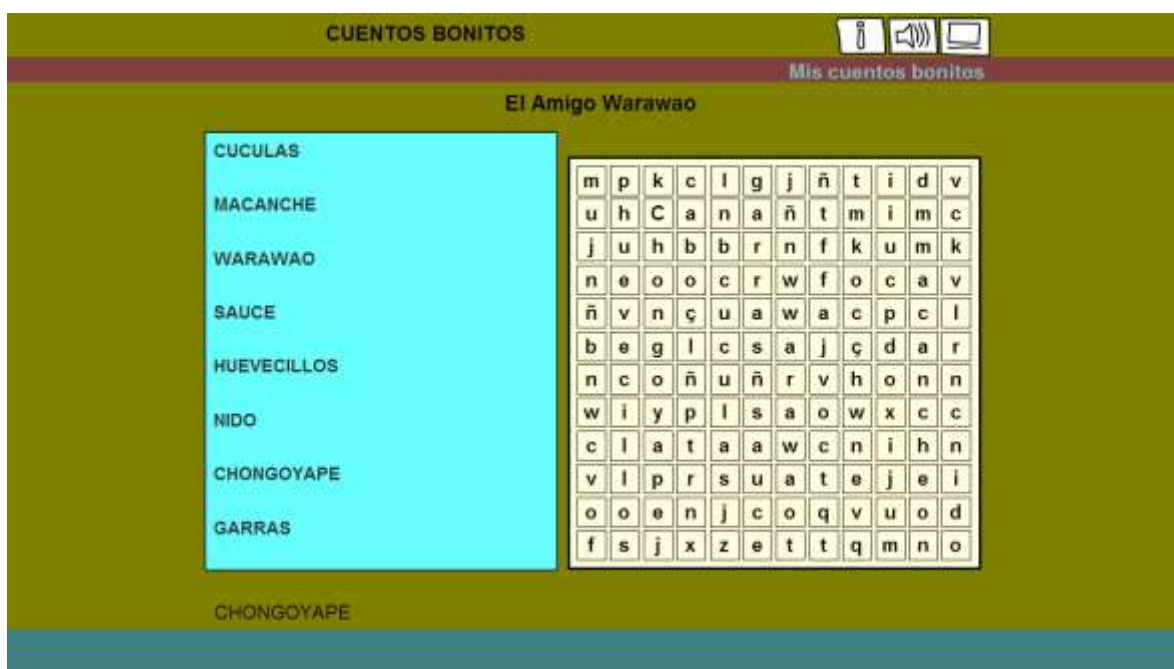 CUENTOS BONITOS
Mis cuentos bonitos
El Amigo Warawao
CUCULAS
MACANCHE
WARAWAO
SAUCE
HUEVECILLOS
NIDO
CHONGOYAPE
GARRAS
m p k c l g j ñ t i d v
u h C a n a ñ t m i m c
j u h b b r n f k u m k
n e o o c r w f o c a v
ñ v n ç u a w a c p c l
b e g l c s a j ç d a r
n c o ñ u ñ r v h o n n
w i y p l s a o w x c c
c l a t a a w c n i h n
v l p r s u a t e j e i
o o e n j c o q v u o d
f s j x z e t t q m n o
CHONGOYAPE